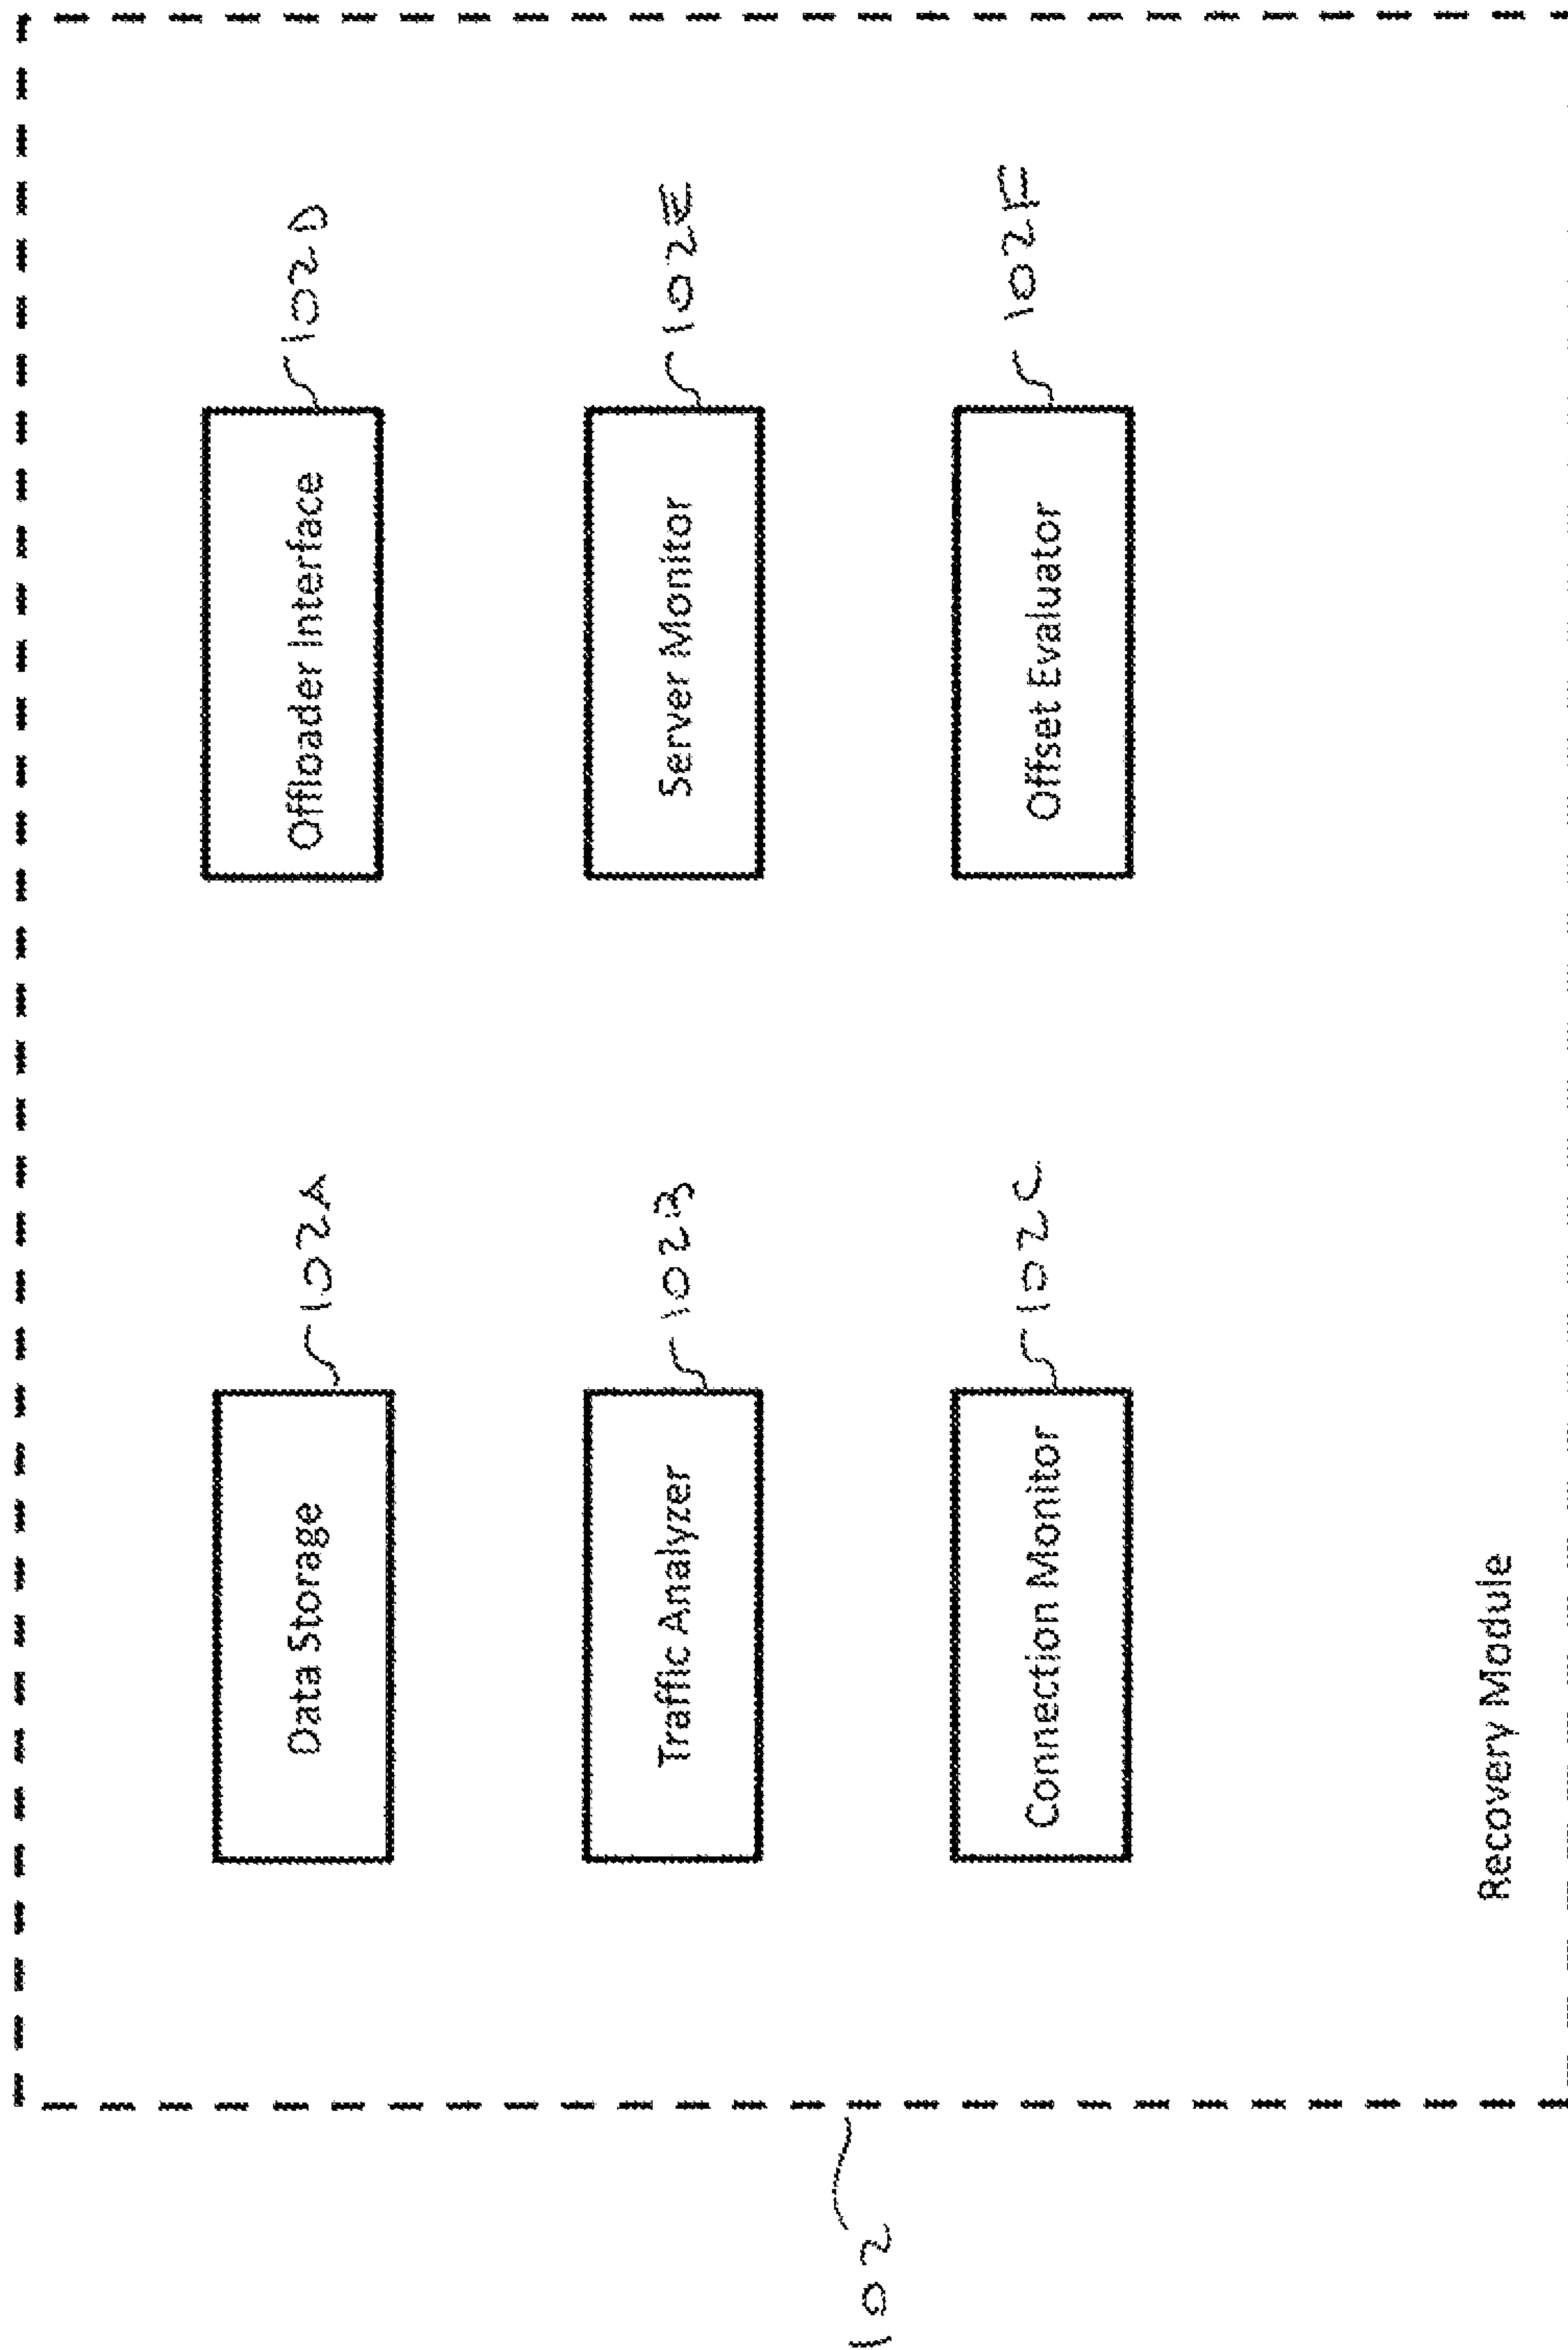 Data Storage
102A
Offloader Interface
102D
Traffic Analyzer
102B
Server Monitor
102E
102
Connection Monitor
102C
Offset Evaluator
102F
Recovery Module